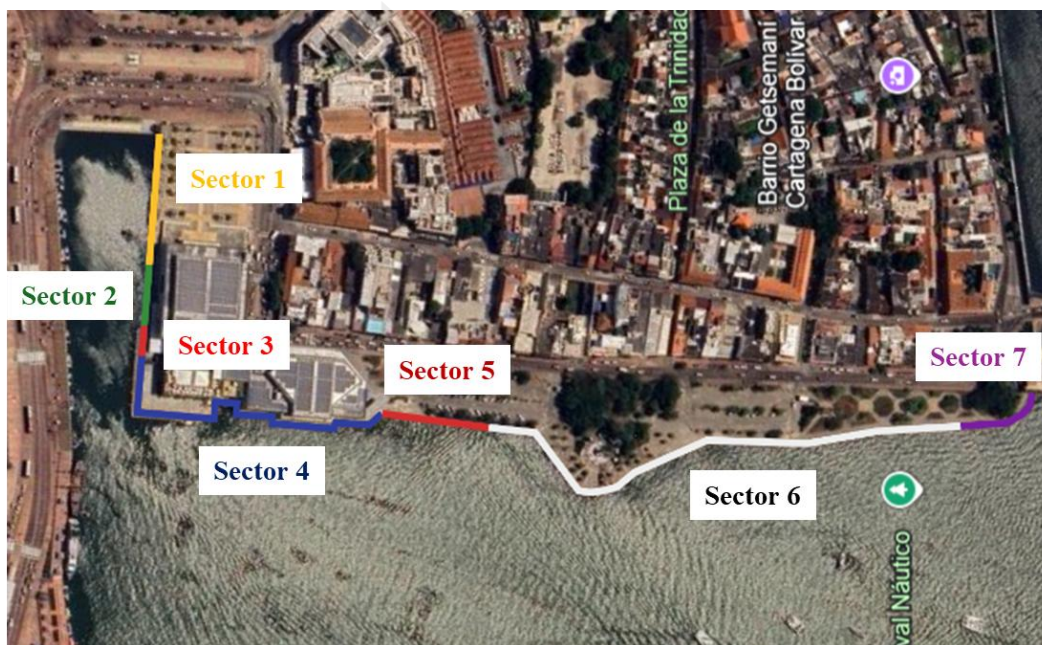 Plaza de la Trinidad
Barrio Getsemaní
Cartagena Bolívar
Sector 1
Sector 2
Sector 3
Sector 5
Sector 7
Sector 4
Sector 6
val Náutico